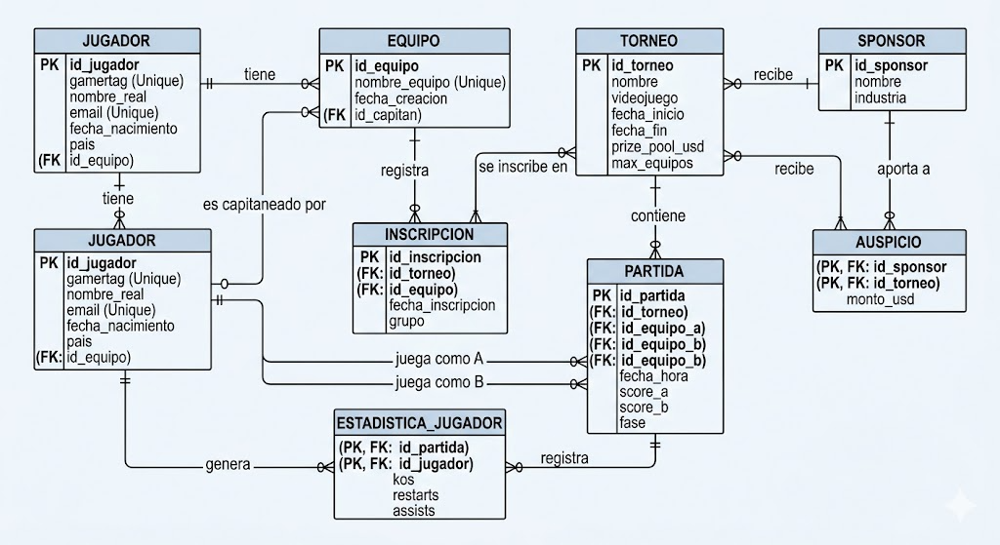 JUGADOR
PK id_jugador
gamertag (Unique)
nombre_real
email (Unique)
fecha_nacimiento
pais
(FK id_equipo)
tiene
EQUIPO
PK id_equipo
nombre_equipo (Unique)
fecha_creacion
(FK id_capitan)
TORNEO
PK id_torneo
nombre
videojuego
fecha_inicio
fecha_fin
prize_pool_usd
max_equipos
recibe
SPONSOR
PK id_sponsor
nombre
industria
tiene
es capitaneado por
registra
se inscribe en
contiene
recibe
aporta a
JUGADOR
PK id_jugador
gamertag (Unique)
nombre_real
email (Unique)
fecha_nacimiento
pais
(FK: id_equipo)
INSCRIPCION
PK id_inscripcion
(FK: id_torneo)
(FK: id_equipo)
fecha_inscripcion
grupo
PARTIDA
PK id_partida
(FK: id_torneo)
(FK: id_equipo_a)
(FK: id_equipo_b)
(FK: id_equipo_b)
fecha_hora
score_a
score_b
fase
AUSPICIO
(PK, FK: id_sponsor)
(PK, FK: id_torneo)
monto_usd
juega como A
juega como B
genera
ESTADISTICA_JUGADOR
(PK, FK: id_partida)
(PK, FK: id_jugador)
kos
restarts
assists
registra